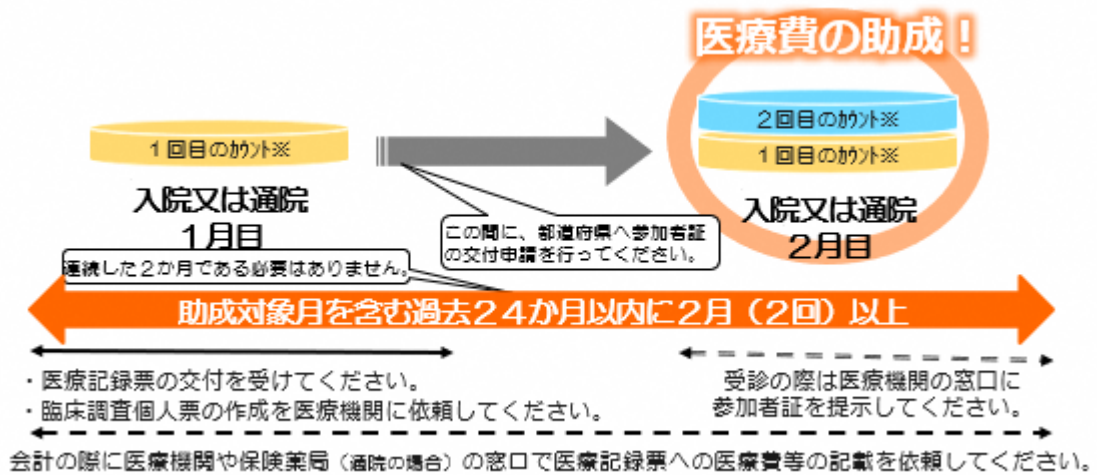 医療費の助成!
2回目のカウント※
1回目のカウント※
1回目のカウント※
入院又は通院
1月目
入院又は通院
2月目
この間に、都道府県へ参加者証
の交付申請を行ってください。
連続した2か月である必要はありません。
助成対象月を含む過去24か月以内に2月(2回)以上
・医療記録票の交付を受けてください。
・臨床調査個人票の作成を医療機関に依頼してください。
受診の際は医療機関の窓口に
参加者証を提示してください。
会計の際に医療機関や保険薬局(通院の場合)の窓口で医療記録票への医療費等の記載を依頼してください。